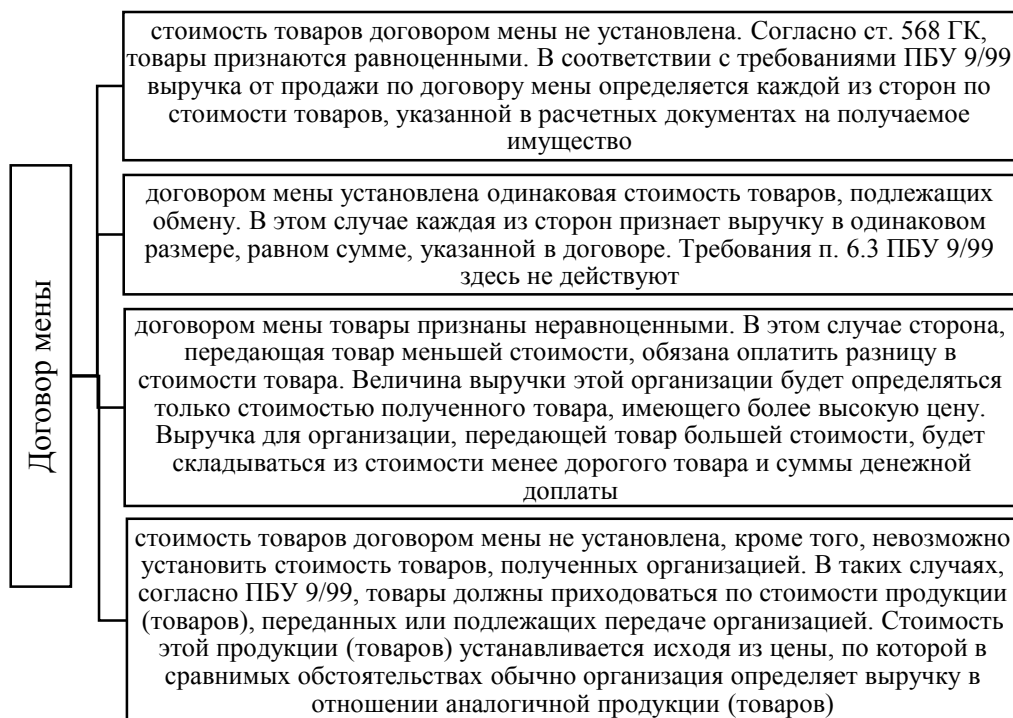 Договор мены
стоимость товаров договором мены не установлена. Согласно ст. 568 ГК,
товары признаются равноценными. В соответствии с требованиями ПБУ 9/99
выручка от продажи по договору мены определяется каждой из сторон по
стоимости товаров, указанной в расчетных документах на получаемое
имущество
договором мены установлена одинаковая стоимость товаров, подлежащих
обмену. В этом случае каждая из сторон признает выручку в одинаковом
размере, равном сумме, указанной в договоре. Требования п. 6.3 ПБУ 9/99
здесь не действуют
договором мены товары признаны неравноценными. В этом случае сторона,
передающая товар меньшей стоимости, обязана оплатить разницу в
стоимости товара. Величина выручки этой организации будет определяться
только стоимостью полученного товара, имеющего более высокую цену.
Выручка для организации, передающей товар большей стоимости, будет
складываться из стоимости менее дорогого товара и суммы денежной
доплаты
стоимость товаров договором мены не установлена, кроме того, невозможно
установить стоимость товаров, полученных организацией. В таких случаях,
согласно ПБУ 9/99, товары должны приходоваться по стоимости продукции
(товаров), переданных или подлежащих передаче организацией. Стоимость
этой продукции (товаров) устанавливается исходя из цены, по которой в
сравнимых обстоятельствах обычно организация определяет выручку в
отношении аналогичной продукции (товаров)